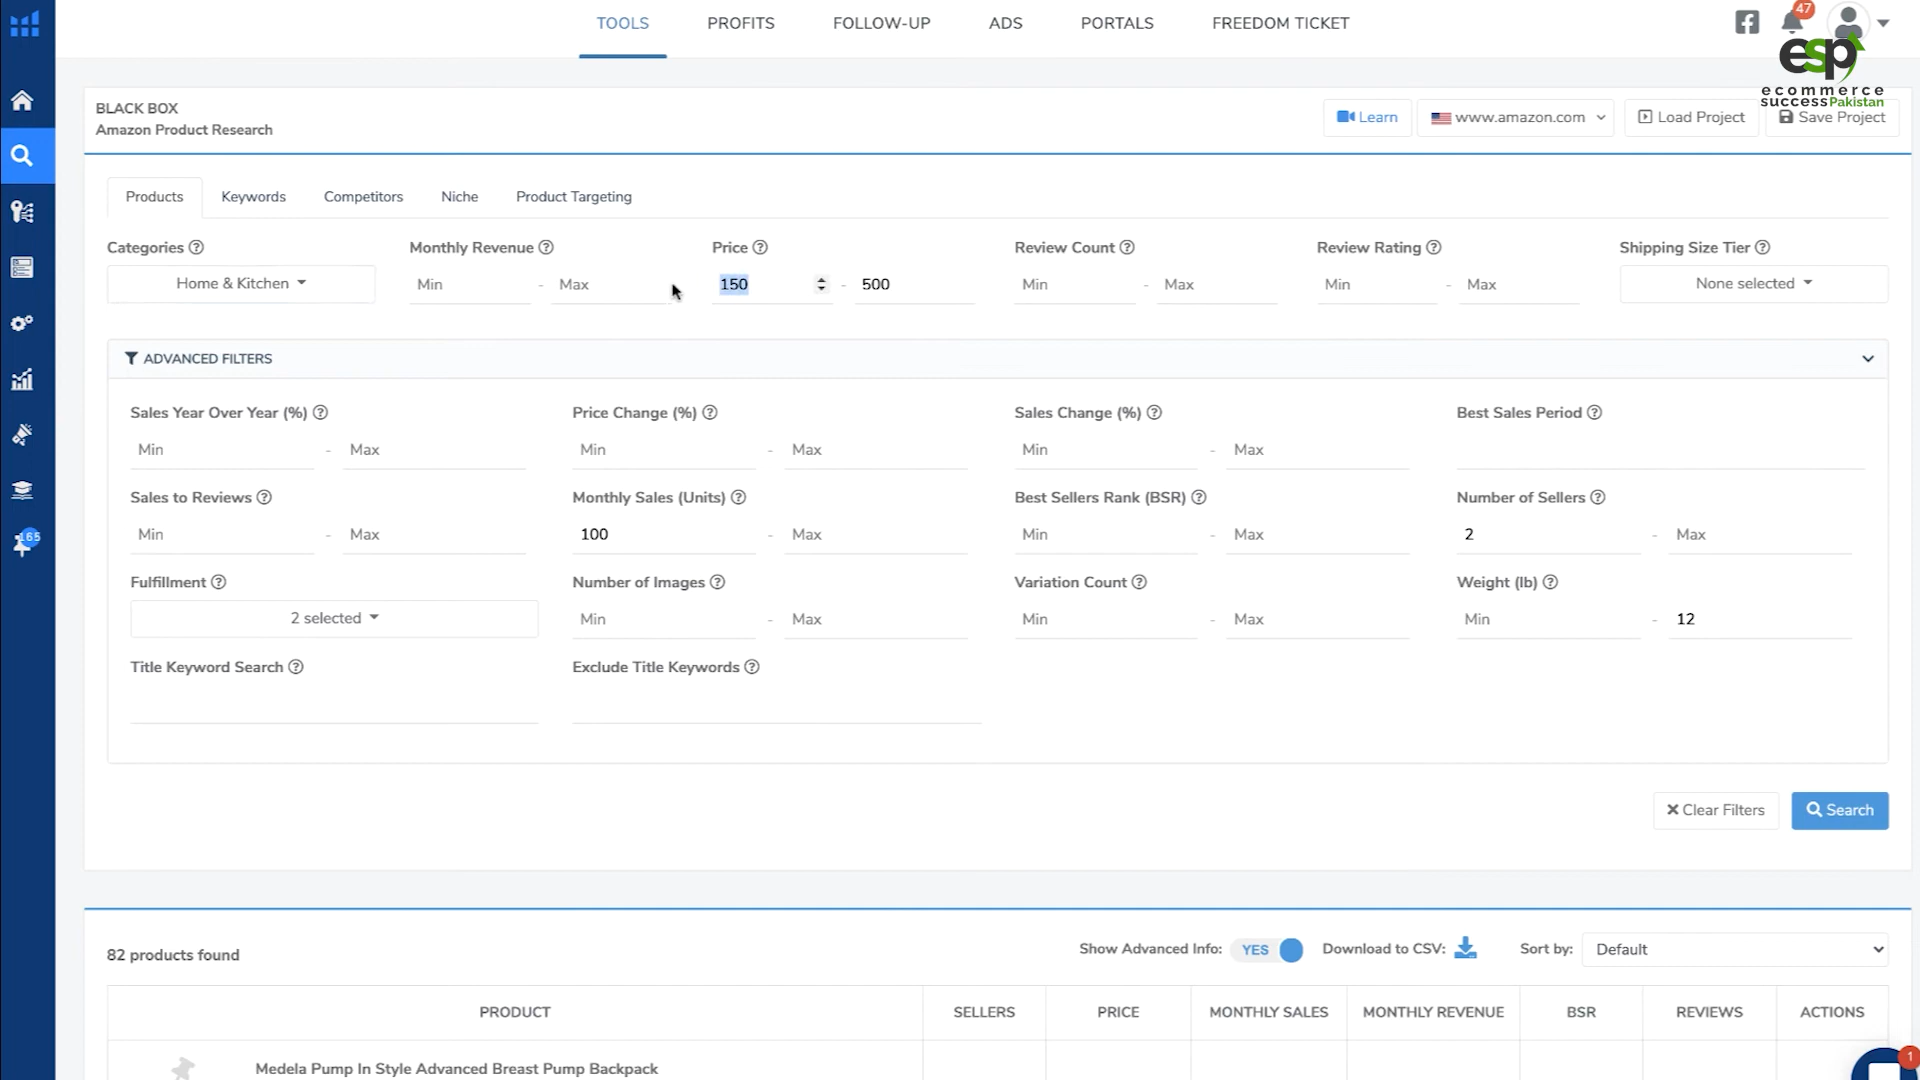 TOOLS PROFITS FOLLOW-UP ADS PORTALS FREEDOM TICKET
47
esp
ecommerce
successPakistan
BLACK BOX
Amazon Product Research
Learn www.amazon.com Load Project Save Project
Products Keywords Competitors Niche Product Targeting
Categories Monthly Revenue Price Review Count Review Rating Shipping Size Tier
Home & Kitchen Min - Max 150 - 500 Min - Max Min - Max None selected
ADVANCED FILTERS
Sales Year Over Year (%) Price Change (%) Sales Change (%) Best Sales Period
Min - Max Min - Max Min - Max
Sales to Reviews Monthly Sales (Units) Best Sellers Rank (BSR) Number of Sellers
Min - Max 100 - Max Min - Max 2 - Max
165
Fulfillment Number of Images Variation Count Weight (lb)
2 selected Min - Max Min - Max Min - 12
Title Keyword Search Exclude Title Keywords
Clear Filters Search
82 products found Show Advanced Info: YES Download to CSV: Sort by: Default
PRODUCT SELLERS PRICE MONTHLY SALES MONTHLY REVENUE BSR REVIEWS ACTIONS
Medela Pump In Style Advanced Breast Pump Backpack
1